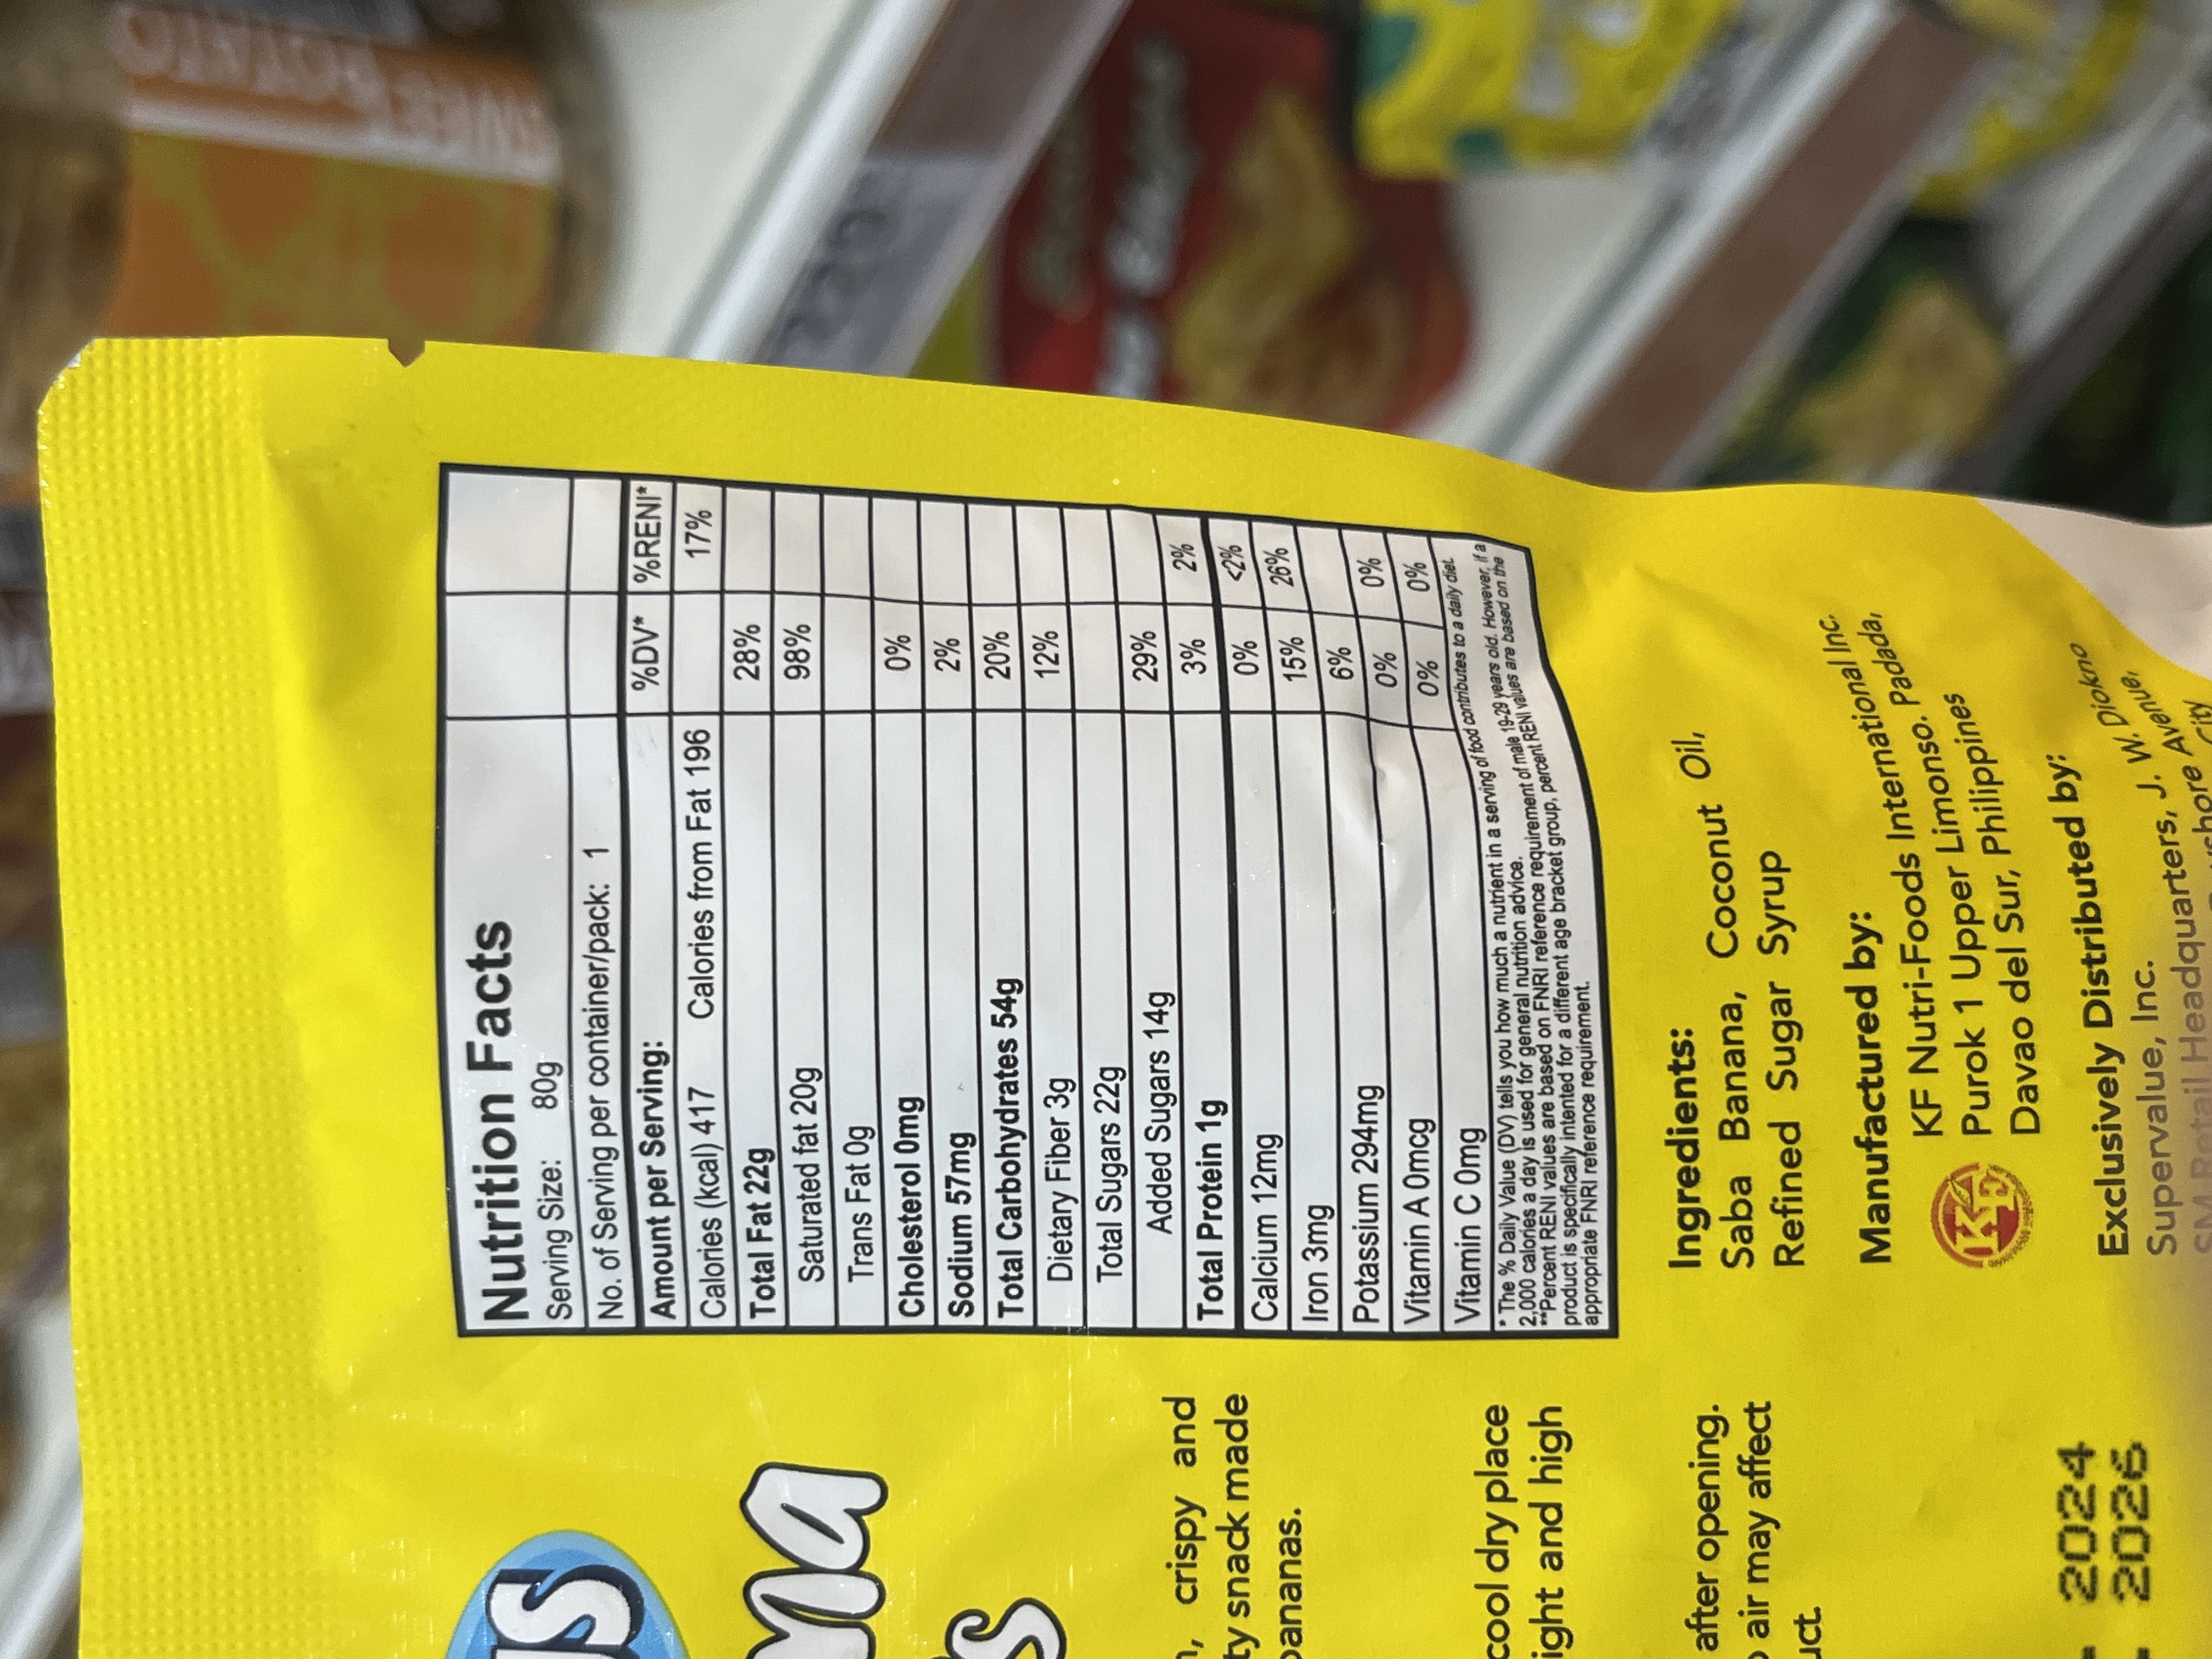 us
na
s
crispy and
ty snack made
bananas.
cool dry place
ight and high
after opening.
air may affect
uct.
2024
2026
Nutrition Facts
Serving Size: 80g
No. of Serving per container/pack: 1
Amount per Serving: %DV* %RENI*
Calories (kcal) 417 Calories from Fat 196 17%
Total Fat 22g 28%
Saturated fat 20g 98%
Trans Fat 0g
Cholesterol 0mg 0%
Sodium 57mg 2%
Total Carbohydrates 54g 20%
Dietary Fiber 3g 12%
Total Sugars 22g
Added Sugars 14g 29%
Total Protein 1g 3% 2%
Calcium 12mg 0% <2%
Iron 3mg 15% 26%
Potassium 294mg 6%
Vitamin A 0mcg 0% 0%
Vitamin C 0mg 0% 0%
* The % Daily Value (DV) tells you how much a nutrient in a serving of food contributes to a daily diet.
2,000 calories a day is used for general nutrition advice.
**Percent RENI values are based on FNRI reference requirement of male 19-29 years old. However, if a
product is specifically intented for a different age bracket group, percent RENI values are based on the
appropriate FNRI reference requirement.
Ingredients:
Saba Banana, Coconut Oil,
Refined Sugar Syrup
Manufactured by:
KF
KF Nutri-Foods International Inc.
Purok 1 Upper Limonso. Padada,
Davao del Sur, Philippines
Exclusively Distributed by:
Supervalue, Inc.
SM Retail Headquarters, J. W. Diokno
shore Avenue,
City
SWEET POTATO